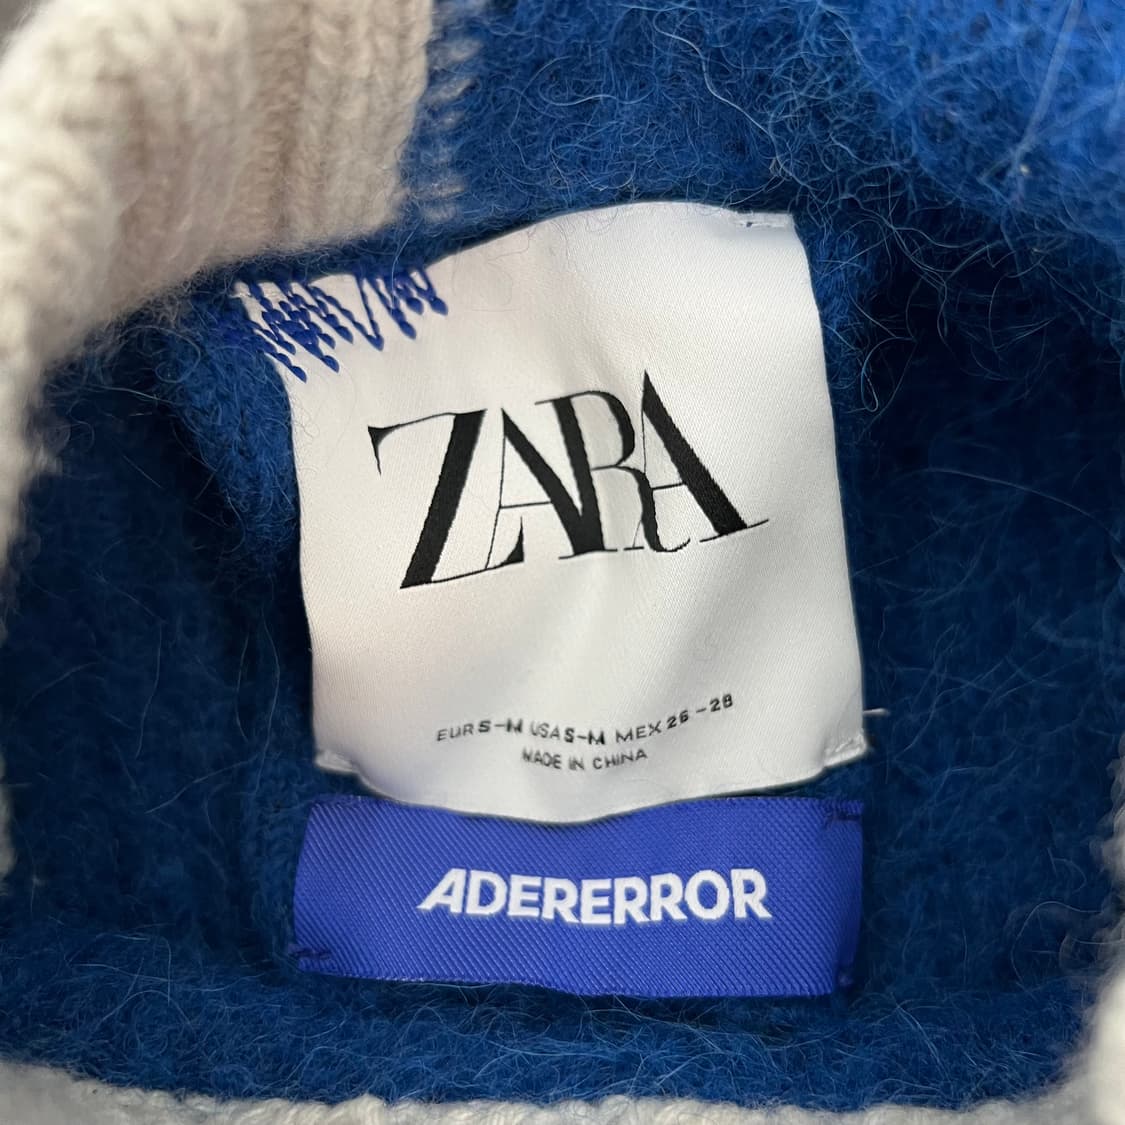 ZARA
EUR S-M USA S-M MEX 26-28
MADE IN CHINA
ADERERROR